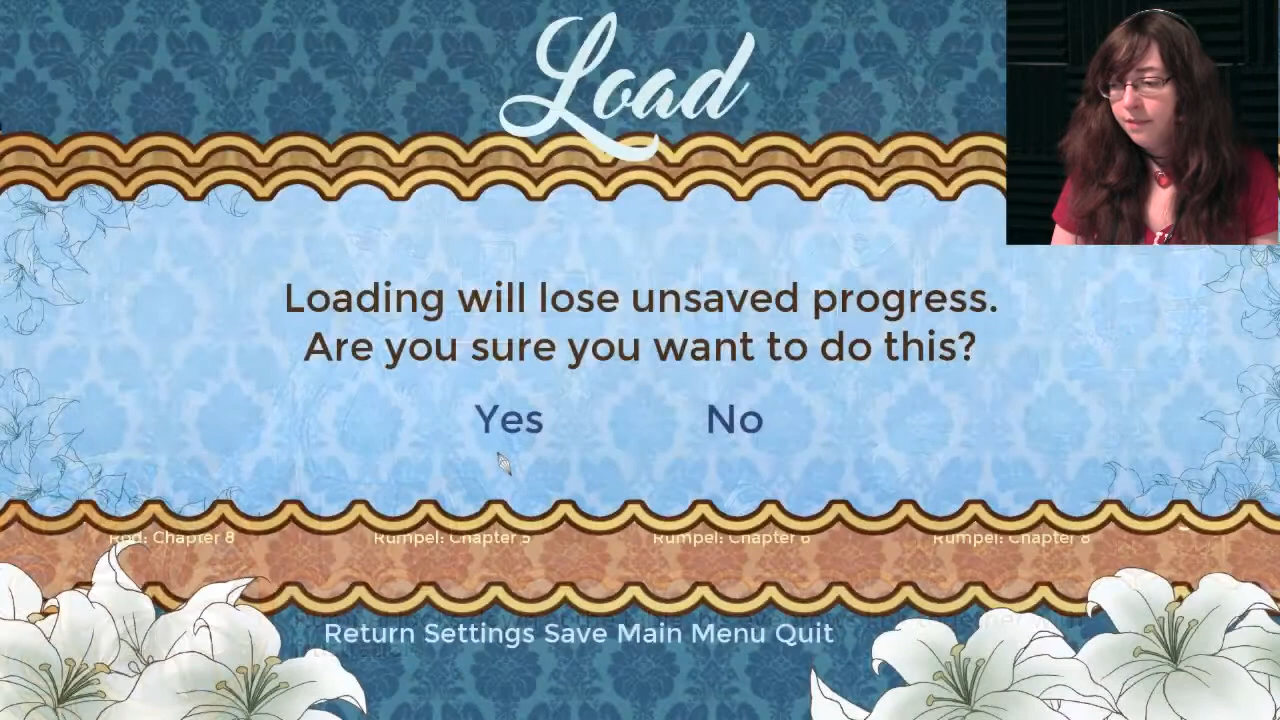 Load
Loading will lose unsaved progress.
Are you sure you want to do this?
Yes No
Rod: Chapter 8 Rumpel: Chapter 5 Rumpel: Chapter 6 Rumpel: Chapter 8
Return Settings Save Main Menu Quit